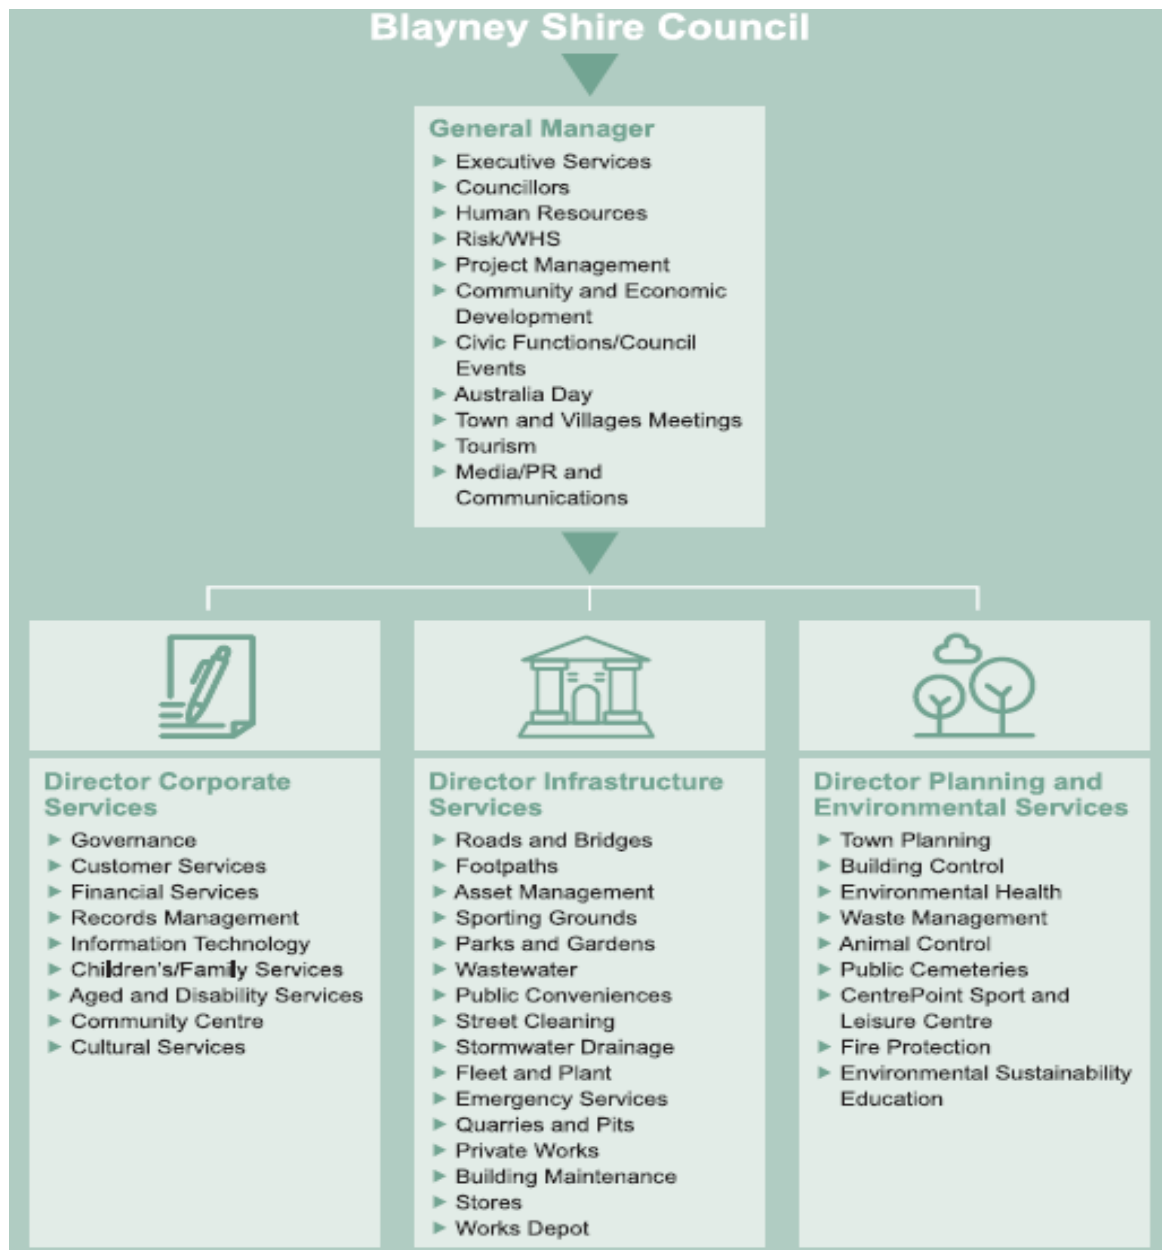 Blayney Shire Council
General Manager
Executive Services
Councillors
Human Resources
Risk/WHS
Project Management
Community and Economic
Development
Civic Functions/Council
Events
Australia Day
Town and Villages Meetings
Tourism
Media/PR and
Communications
Director Corporate
Services
Governance
Customer Services
Financial Services
Records Management
Information Technology
Children's/Family Services
Aged and Disability Services
Community Centre
Cultural Services
Director Infrastructure
Services
Roads and Bridges
Footpaths
Asset Management
Sporting Grounds
Parks and Gardens
Wastewater
Public Conveniences
Street Cleaning
Stormwater Drainage
Fleet and Plant
Emergency Services
Quarries and Pits
Private Works
Building Maintenance
Stores
Works Depot
Director Planning and
Environmental Services
Town Planning
Building Control
Environmental Health
Waste Management
Animal Control
Public Cemeteries
CentrePoint Sport and
Leisure Centre
Fire Protection
Environmental Sustainability
Education